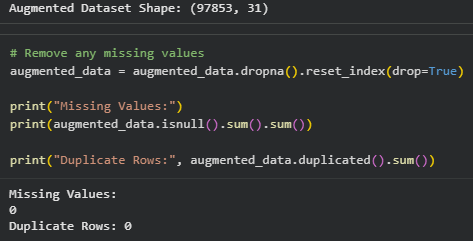 Augmented Dataset Shape: (97853, 31)
# Remove any missing values
augmented_data = augmented_data.dropna().reset_index(drop=True)
print("Missing Values:")
print(augmented_data.isnull().sum().sum())
print("Duplicate Rows:", augmented_data.duplicated().sum())
Missing Values:
0
Duplicate Rows: 0